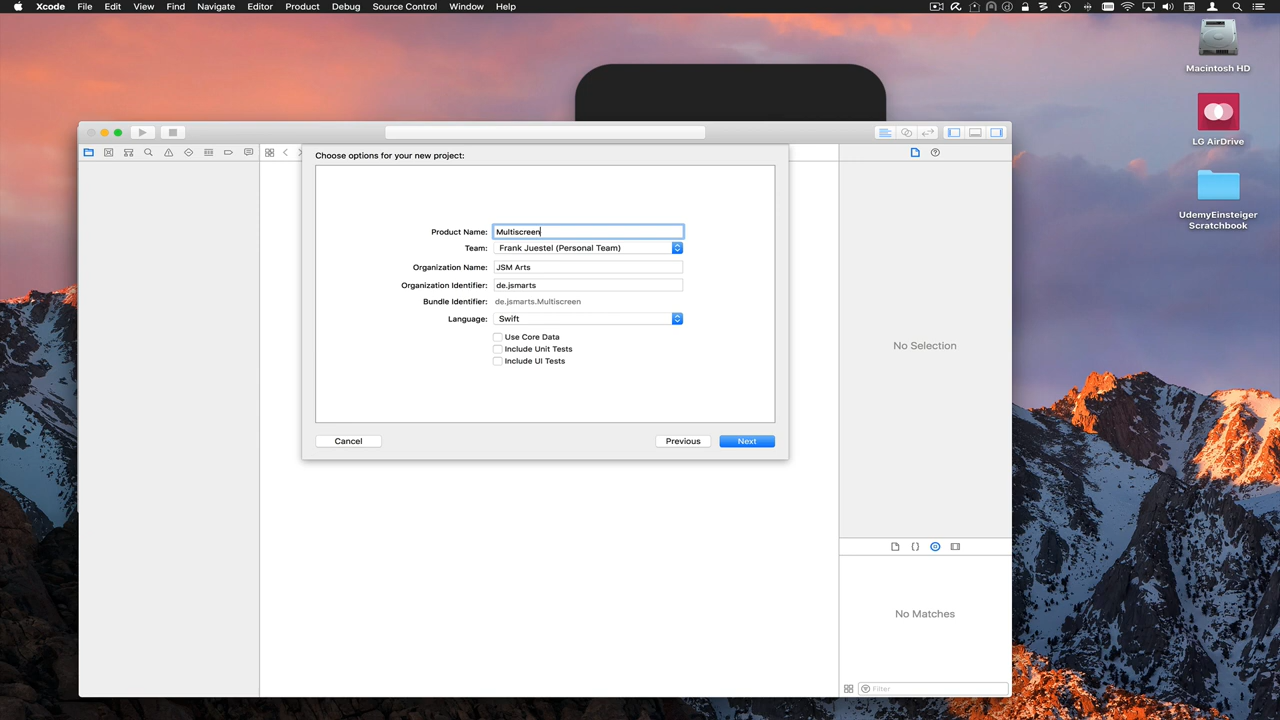 Xcode File Edit View Find Navigate Editor Product Debug Source Control Window Help
Macintosh HD
LG AirDrive
UdemyEinsteiger
Scratchbook
Choose options for your new project:
Product Name: Multiscreen
Team: Frank Juestel (Personal Team)
Organization Name: JSM Arts
Organization Identifier: de.jsmarts
Bundle Identifier: de.jsmarts.Multiscreen
Language: Swift
Use Core Data
Include Unit Tests
Include UI Tests
Cancel Previous Next
No Selection
No Matches
Filter